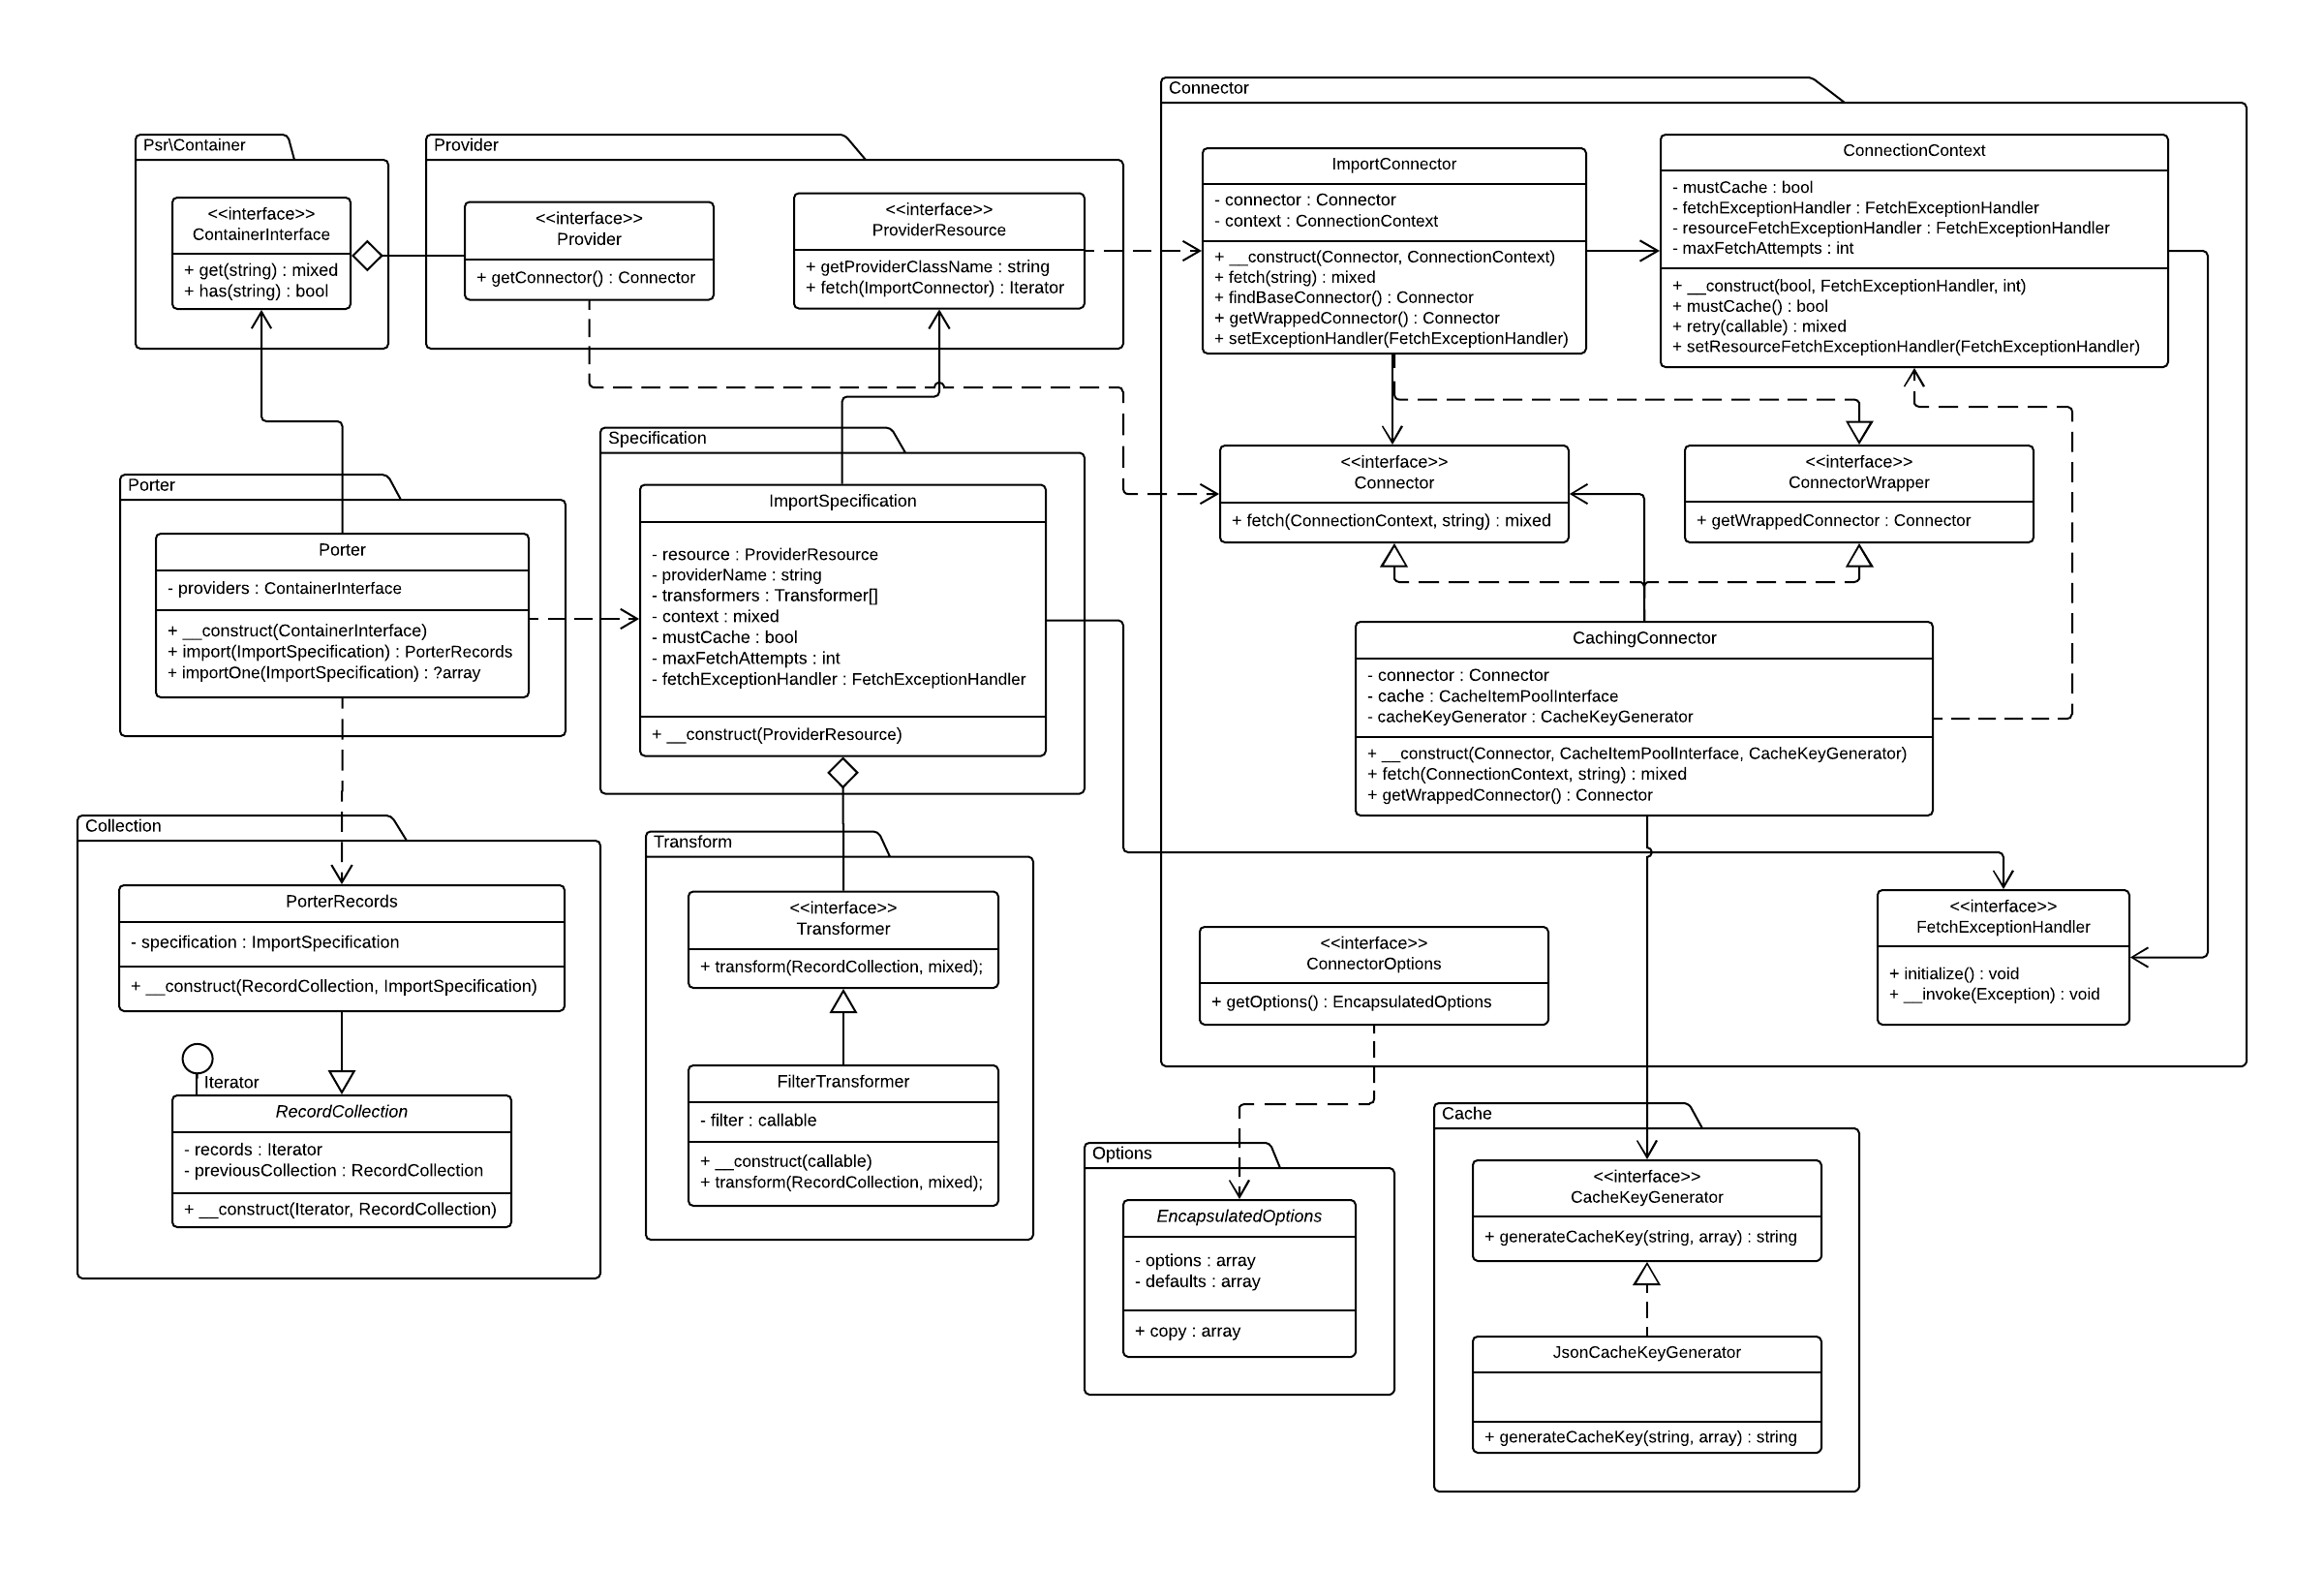 Psr\Container
<<interface>>
ContainerInterface
+ get(string) : mixed
+ has(string) : bool
Provider
<<interface>>
Provider
+ getConnector() : Connector
<<interface>>
ProviderResource
+ getProviderClassName : string
+ fetch(ImportConnector) : Iterator
Connector
ImportConnector
- connector : Connector
- context : ConnectionContext
+ __construct(Connector, ConnectionContext)
+ fetch(string) : mixed
+ findBaseConnector() : Connector
+ getWrappedConnector() : Connector
+ setExceptionHandler(FetchExceptionHandler)
ConnectionContext
- mustCache : bool
- fetchExceptionHandler : FetchExceptionHandler
- resourceFetchExceptionHandler : FetchExceptionHandler
- maxFetchAttempts : int
+ __construct(bool, FetchExceptionHandler, int)
+ mustCache() : bool
+ retry(callable) : mixed
+ setResourceFetchExceptionHandler(FetchExceptionHandler)
<<interface>>
Connector
+ fetch(ConnectionContext, string) : mixed
<<interface>>
ConnectorWrapper
+ getWrappedConnector : Connector
CachingConnector
- connector : Connector
- cache : CacheItemPoolInterface
- cacheKeyGenerator : CacheKeyGenerator
+ __construct(Connector, CacheItemPoolInterface, CacheKeyGenerator)
+ fetch(ConnectionContext, string) : mixed
+ getWrappedConnector() : Connector
<<interface>>
ConnectorOptions
+ getOptions() : EncapsulatedOptions
<<interface>>
FetchExceptionHandler
+ initialize() : void
+ __invoke(Exception) : void
Porter
Porter
- providers : ContainerInterface
+ __construct(ContainerInterface)
+ import(ImportSpecification) : PorterRecords
+ importOne(ImportSpecification) : ?array
Specification
ImportSpecification
- resource : ProviderResource
- providerName : string
- transformers : Transformer[]
- context : mixed
- mustCache : bool
- maxFetchAttempts : int
- fetchExceptionHandler : FetchExceptionHandler
+ __construct(ProviderResource)
Collection
PorterRecords
- specification : ImportSpecification
+ __construct(RecordCollection, ImportSpecification)
Iterator
RecordCollection
- records : Iterator
- previousCollection : RecordCollection
+ __construct(Iterator, RecordCollection)
Transform
<<interface>>
Transformer
+ transform(RecordCollection, mixed);
FilterTransformer
- filter : callable
+ __construct(callable)
+ transform(RecordCollection, mixed);
Options
EncapsulatedOptions
- options : array
- defaults : array
+ copy : array
Cache
<<interface>>
CacheKeyGenerator
+ generateCacheKey(string, array) : string
JsonCacheKeyGenerator
+ generateCacheKey(string, array) : string